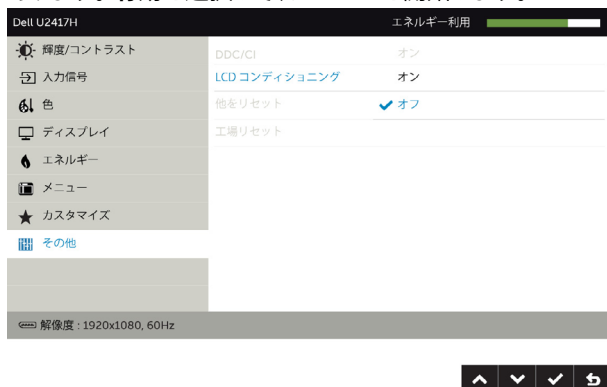 Dell U2417H
エネルギー利用
輝度/コントラスト
DDC/CI
オン
入力信号
LCD コンディショニング
オン
色
他をリセット
オフ
ディスプレイ
工場リセット
エネルギー
メニュー
カスタマイズ
その他
解像度 : 1920x1080, 60Hz